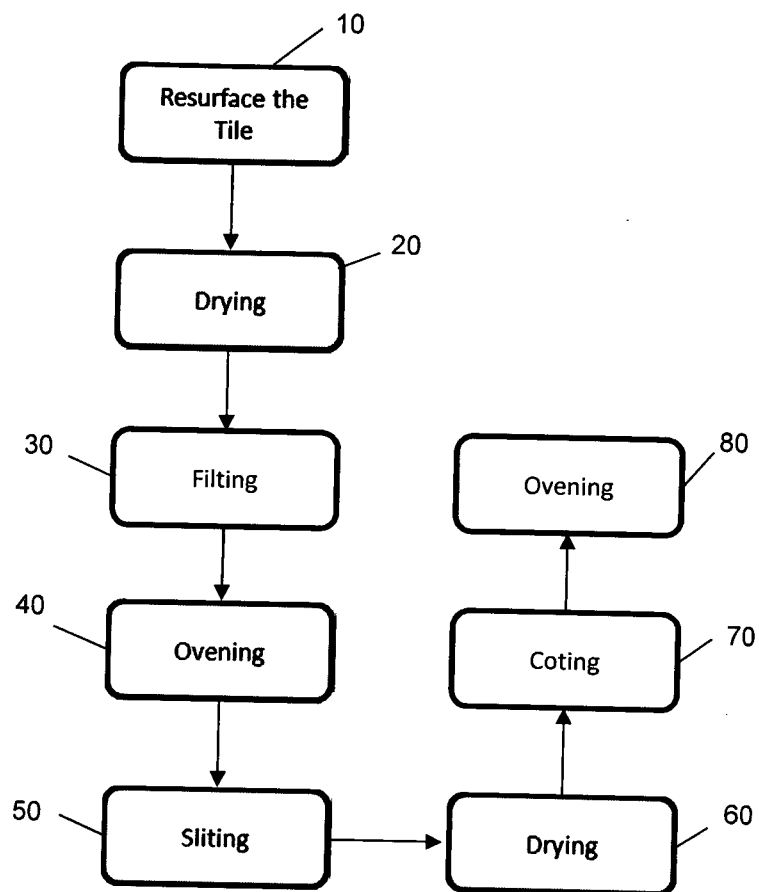 10
Resurface the
Tile
20
Drying
30
Filting
40
Ovening
50
Sliting
60
Drying
70
Coting
80
Ovening